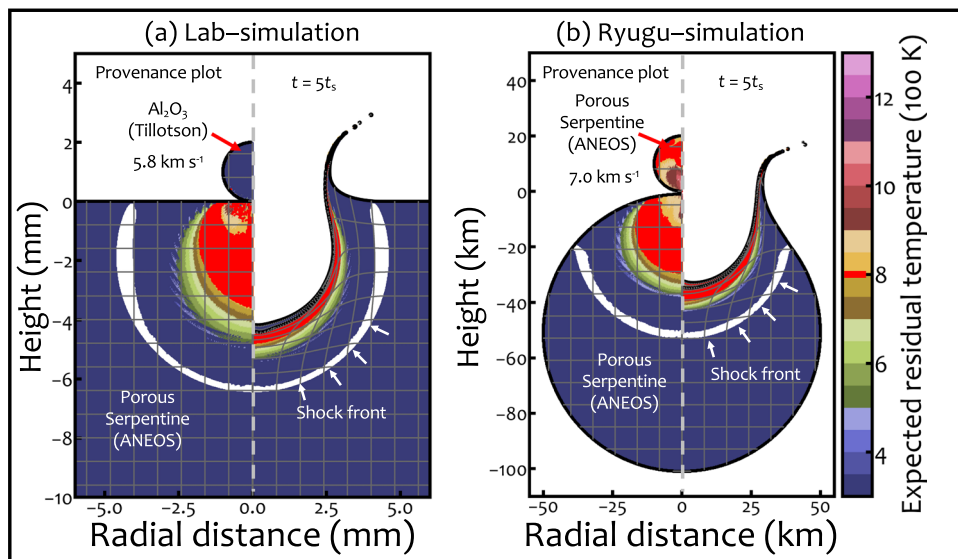 (a) Lab–simulation
Provenance plot
t = 5tₛ
Al₂O₃
(Tillotson)
5.8 km s⁻¹
Porous
Serpentine
(ANEOS)
Shock front
Height (mm)
4
2
0
−2
−4
−6
−8
−10
−5.0
−2.5
0.0
2.5
5.0
Radial distance (mm)
(b) Ryugu–simulation
Provenance plot
t = 5tₛ
Porous
Serpentine
(ANEOS)
7.0 km s⁻¹
Porous
Serpentine
(ANEOS)
Shock front
Height (km)
40
20
0
−20
−40
−60
−80
−100
−50
−25
0
25
50
Radial distance (km)
12
10
8
6
4
Expected residual temperature (100 K)